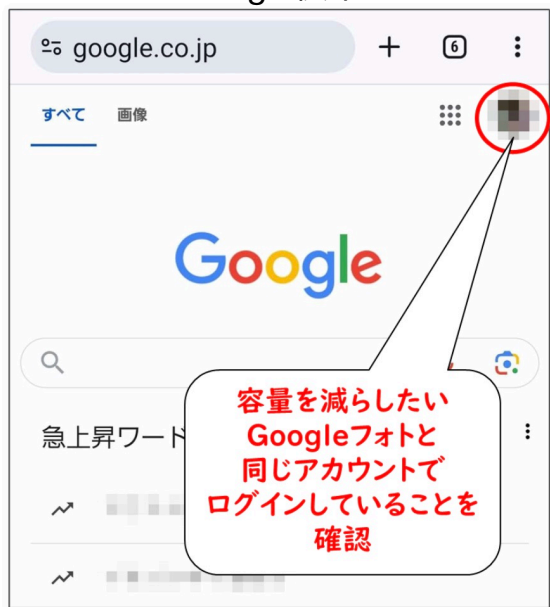 google.co.jp
6
すべて 画像
Google
容量を減らしたい
Googleフォトと
同じアカウントで
ログインしていることを
確認
急上昇ワード